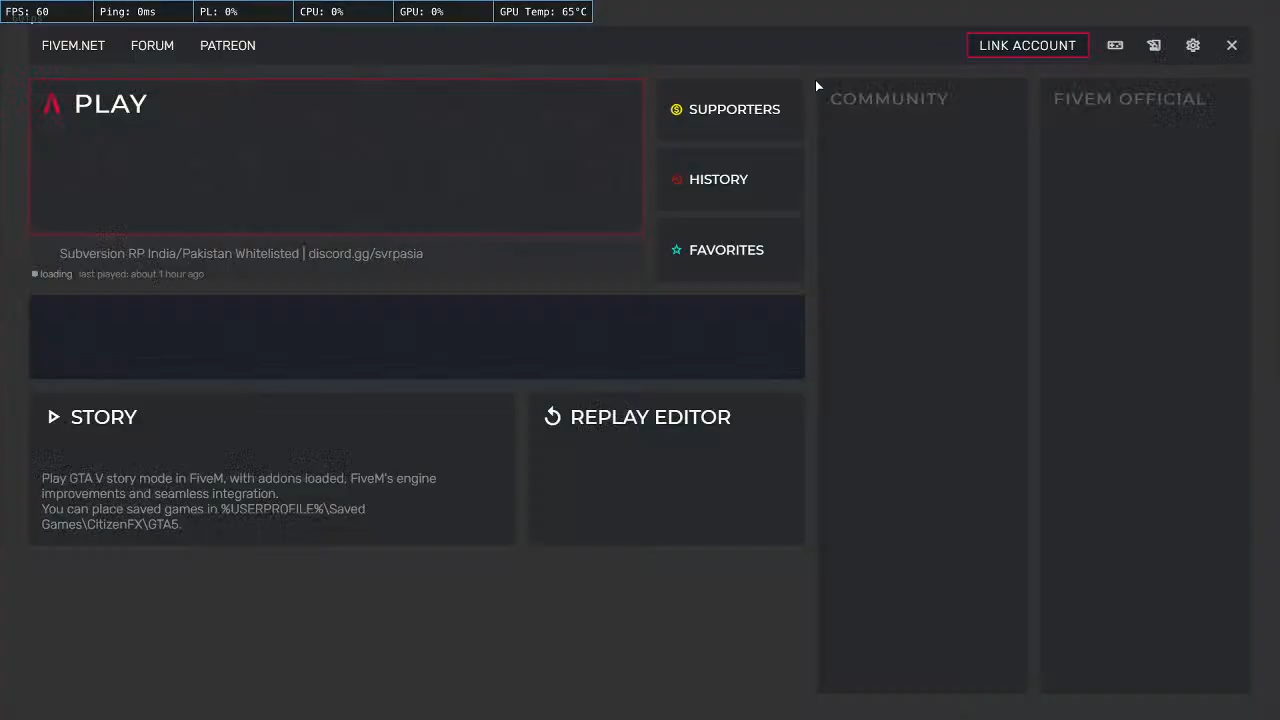 FPS: 60 Ping: 0ms PL: 0% CPU: 0% GPU: 0% GPU Temp: 65°C
FIVEM.NET FORUM PATREON LINK ACCOUNT
PLAY
SUPPORTERS
HISTORY
FAVORITES
Subversion RP India/Pakistan Whitelisted | discord.gg/svrpasia
loading last played: about 1 hour ago
STORY
Play GTA V story mode in FiveM, with addons loaded, FiveM's engine
improvements and seamless integration.
You can place saved games in %USERPROFILE%\Saved
Games\CitizenFX\GTA5.
REPLAY EDITOR
COMMUNITY
FIVEM OFFICIAL